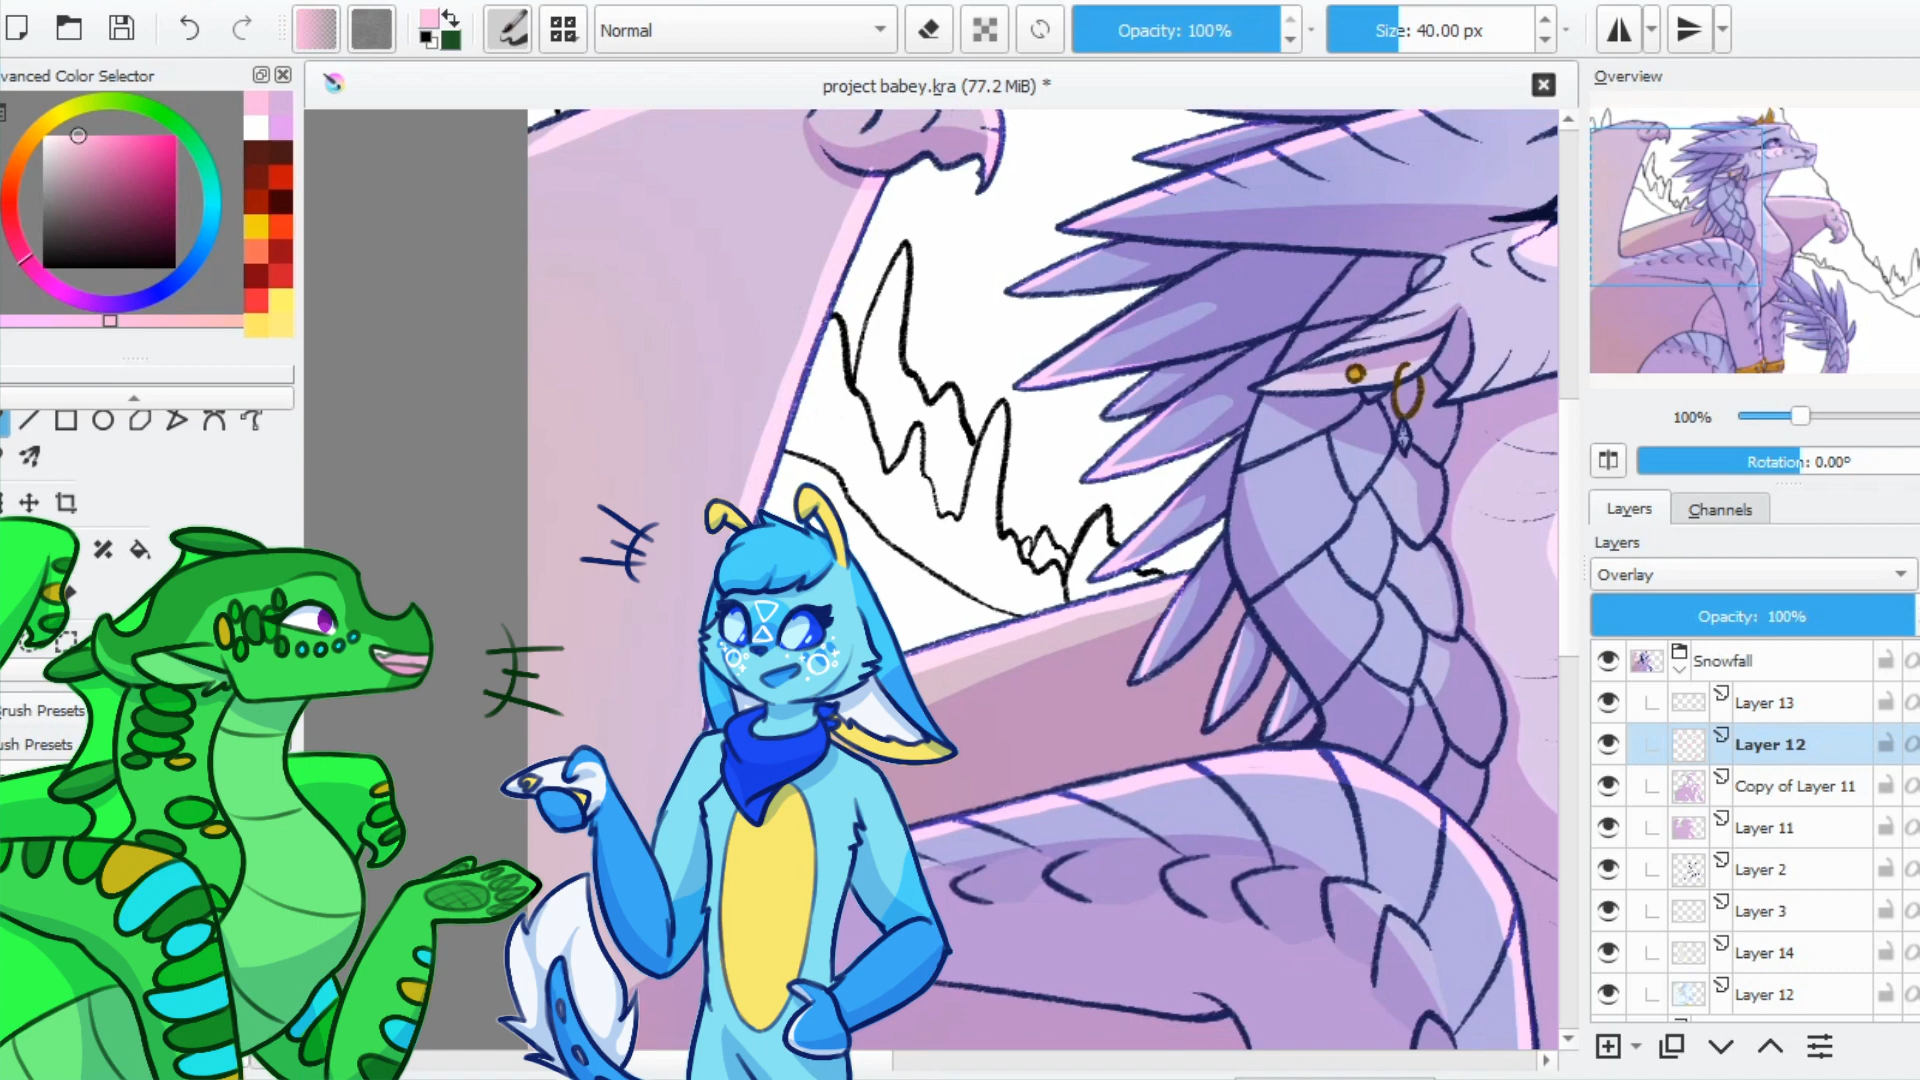 Normal
Opacity: 100%
Size: 40.00 px
vanced Color Selector
project babey.kra (77.2 MiB) *
Overview
100%
Rotation: 0.00°
Layers
Channels
Layers
Overlay
Opacity: 100%
Snowfall
Layer 13
Layer 12
Copy of Layer 11
Layer 11
Layer 2
Layer 3
Layer 14
Layer 12
rush Presets
ush Presets